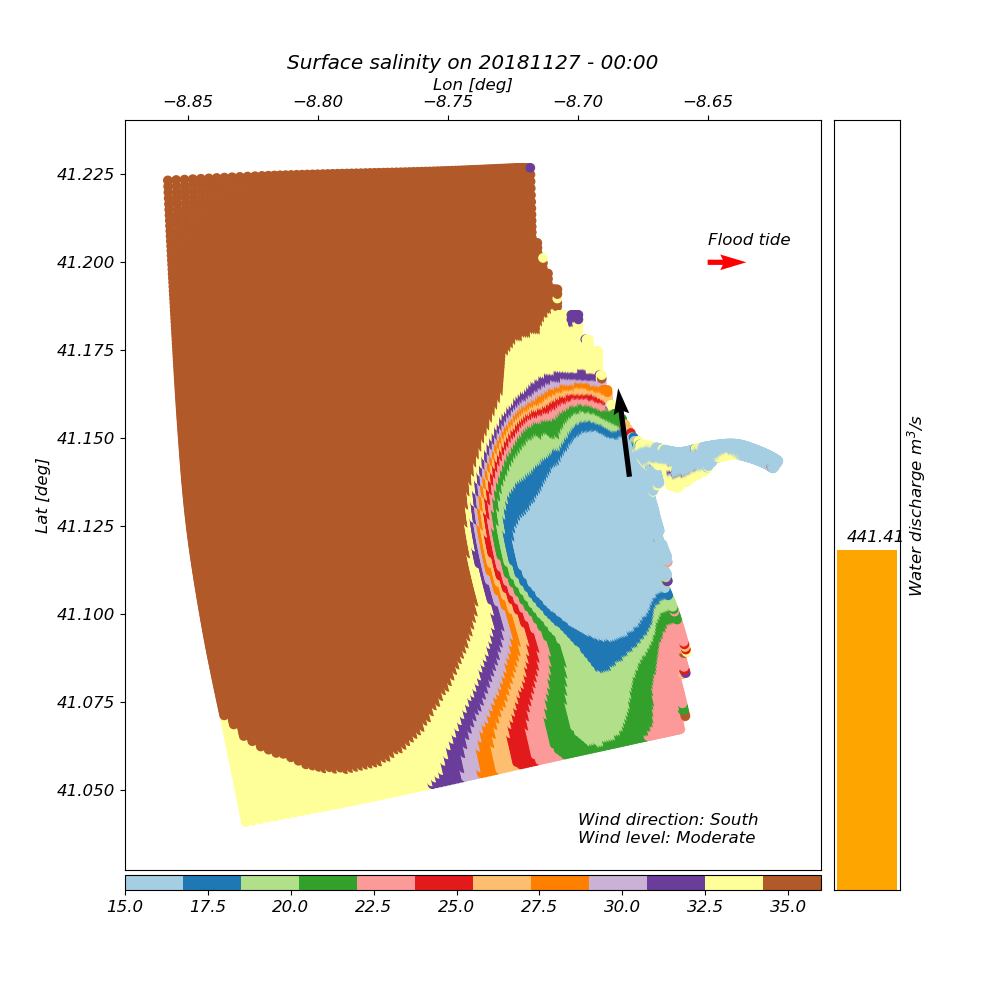 Surface salinity on 20181127 - 00:00
Lon [deg]
−8.85 −8.80 −8.75 −8.70 −8.65
41.225
41.200
41.175
41.150
41.125
41.100
41.075
41.050
Lat [deg]
Flood tide
Wind direction: South
Wind level: Moderate
441.41
Water discharge m³/s
15.0 17.5 20.0 22.5 25.0 27.5 30.0 32.5 35.0